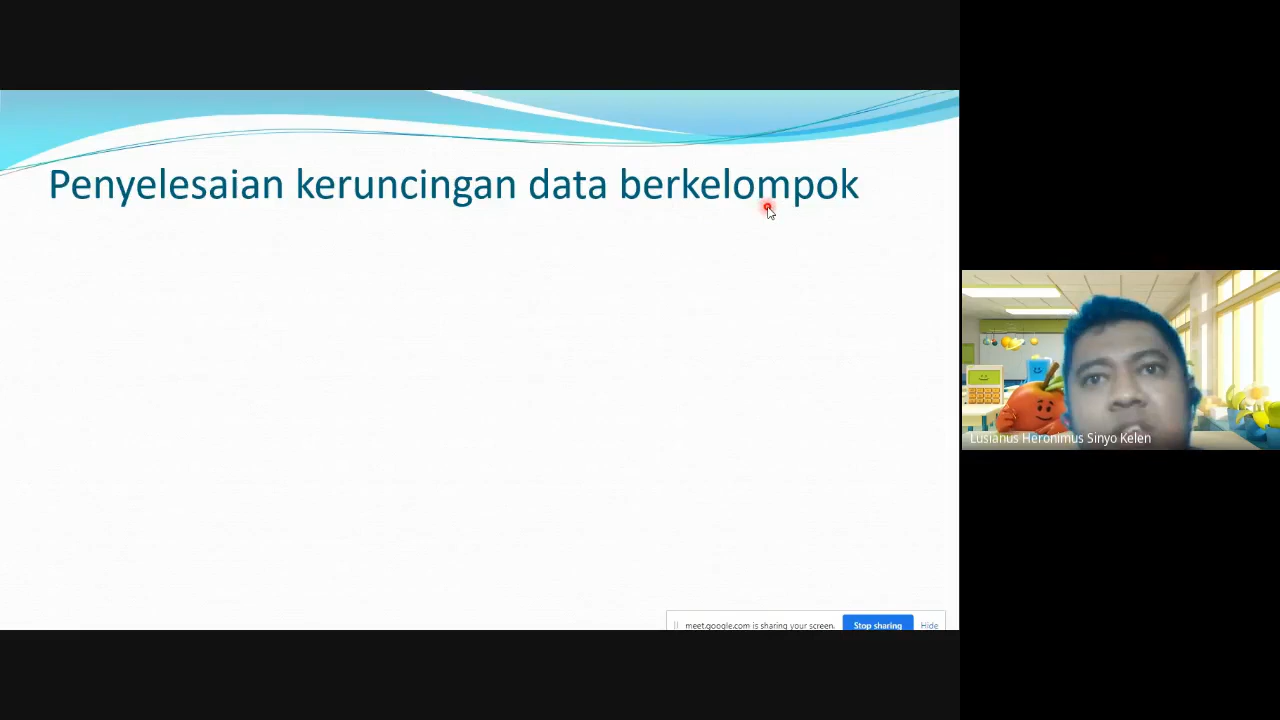 Penyelesaian keruncingan data berkelompok
meet.google.com is sharing your screen. Stop sharing Hide
Lusianus Heronimus Sinyo Kelen